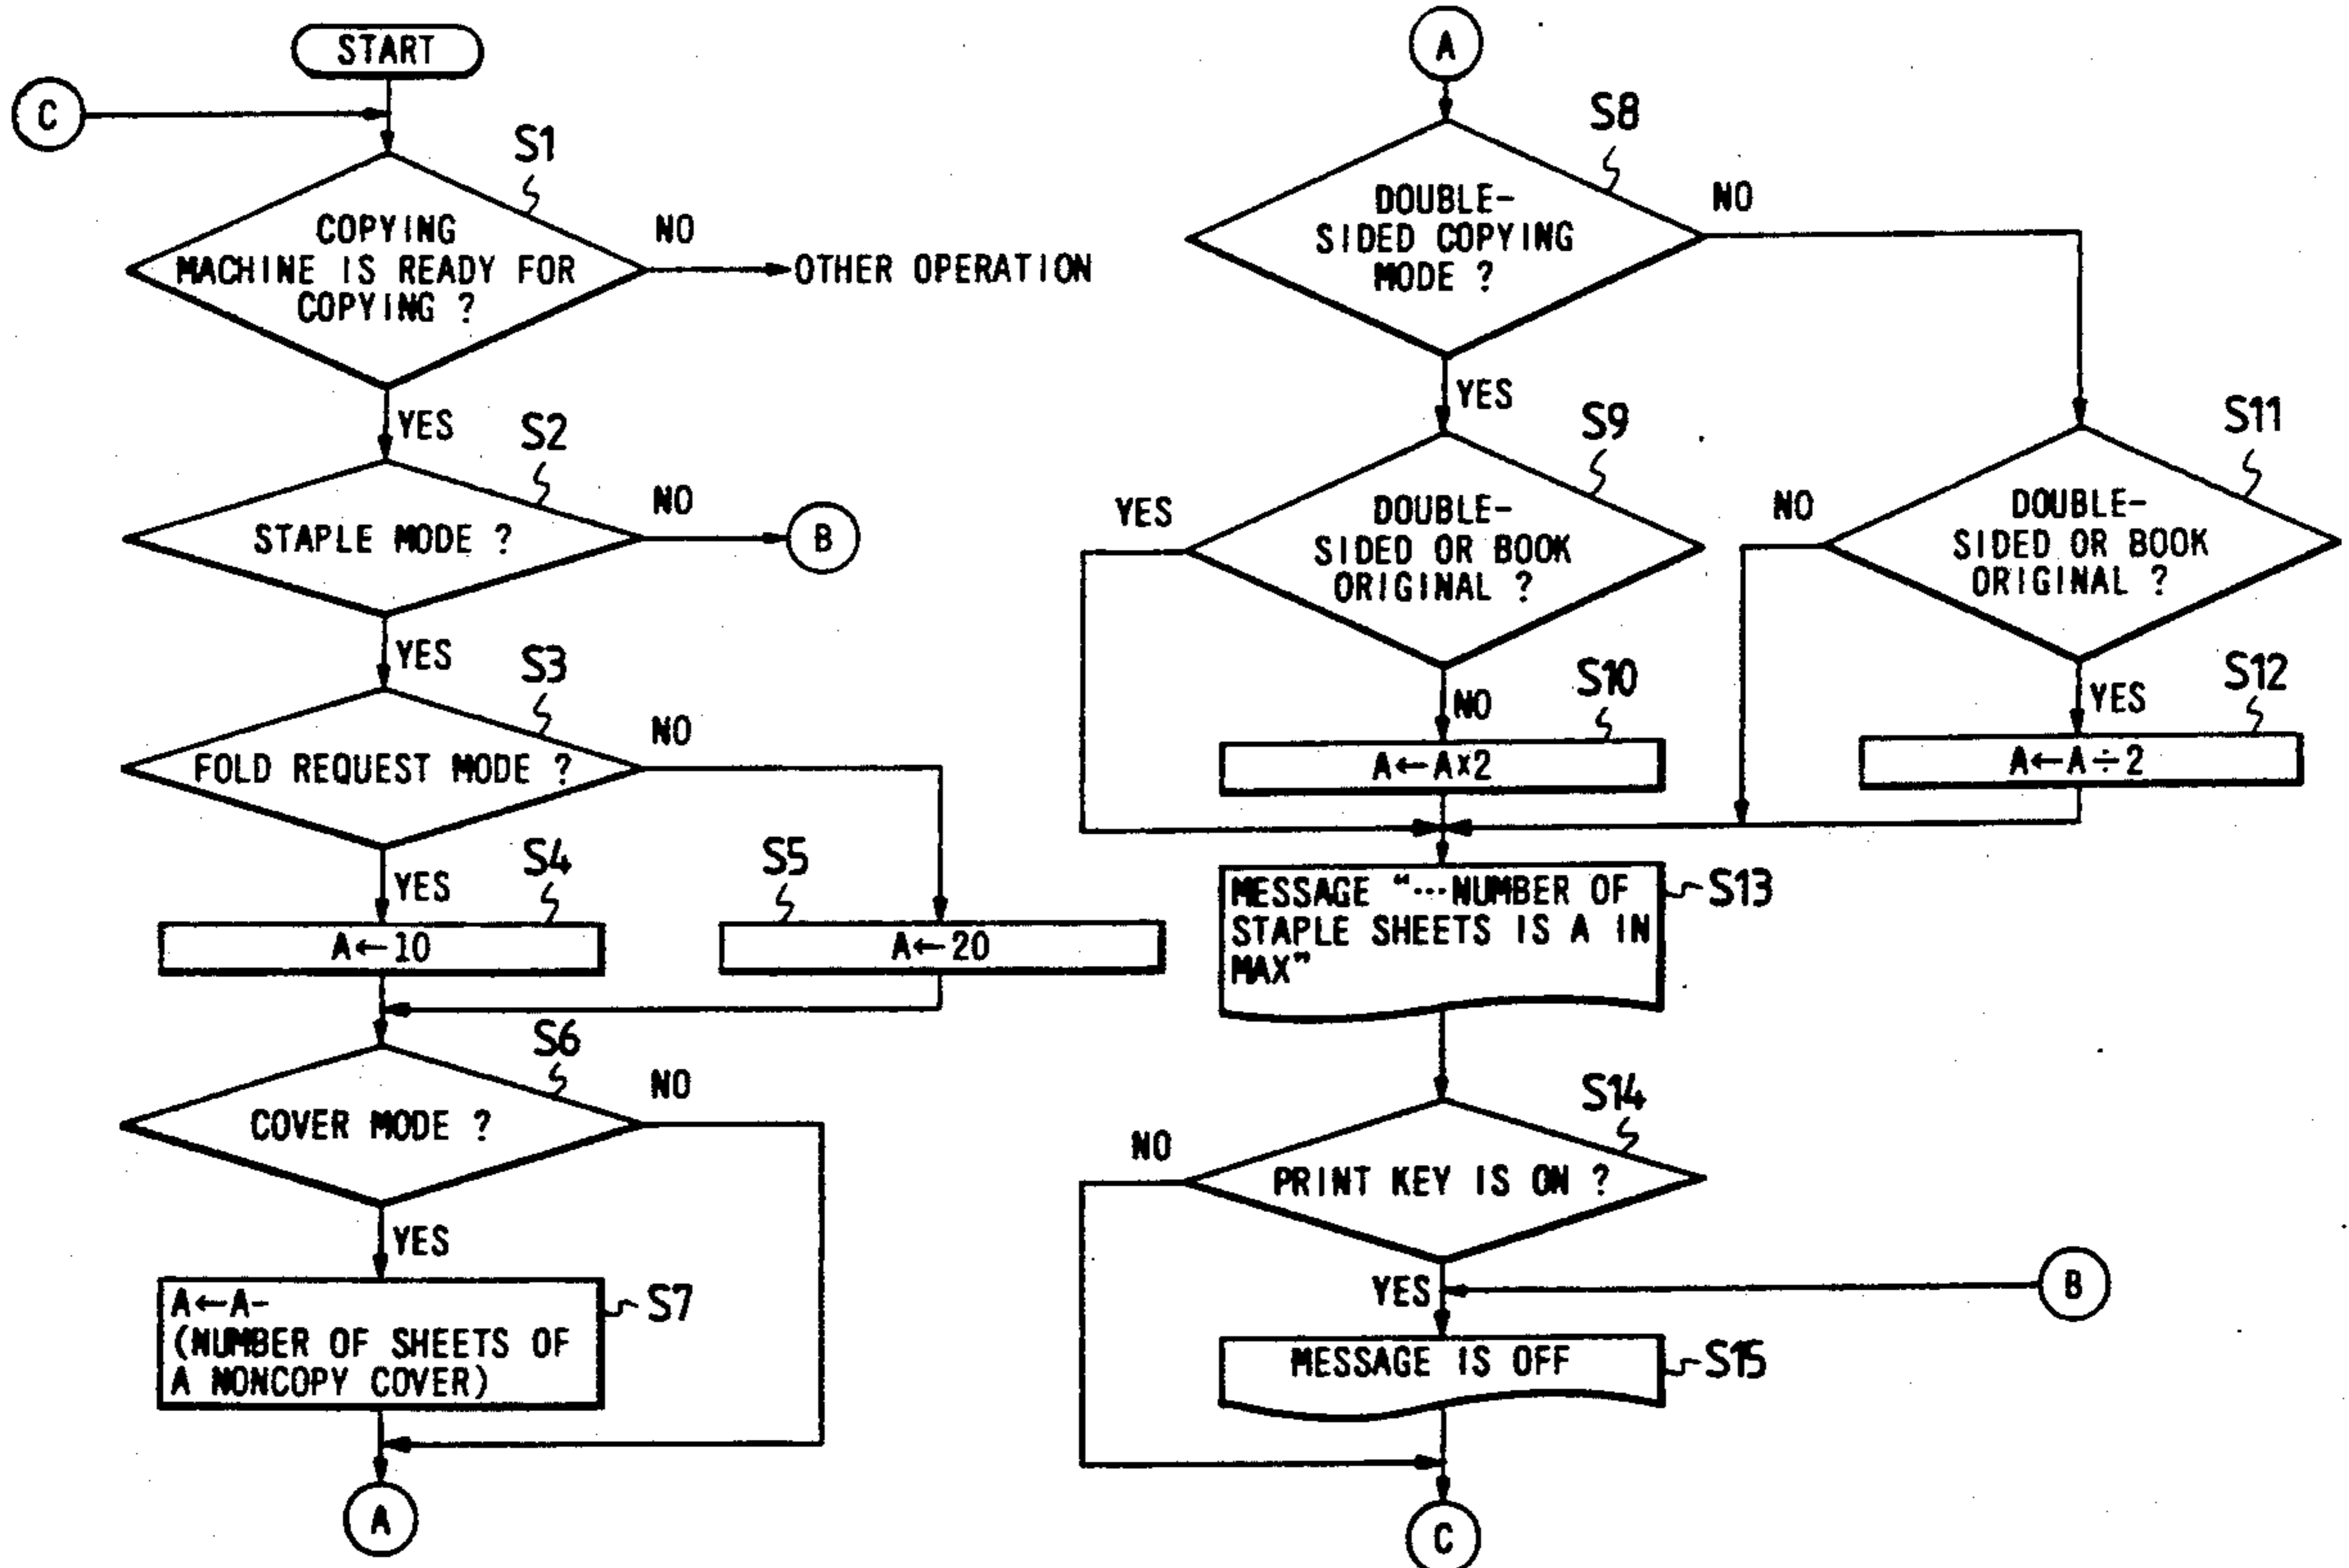 START
C
S1
COPYING
MACHINE IS READY FOR
COPYING ?
NO
OTHER OPERATION
YES
S2
STAPLE MODE ?
NO
B
YES
S3
FOLD REQUEST MODE ?
NO
YES
S4
A←10
S5
A←20
S6
COVER MODE ?
NO
YES
A←A-
(NUMBER OF SHEETS OF
A NONCOPY COVER)
S7
A
A
S8
DOUBLE-
SIDED COPYING
MODE ?
NO
YES
S9
DOUBLE-
SIDED OR BOOK
ORIGINAL ?
YES
NO
S10
A←A×2
S11
DOUBLE-
SIDED OR BOOK
ORIGINAL ?
NO
YES
S12
A←A÷2
MESSAGE “···NUMBER OF
STAPLE SHEETS IS A IN
MAX”
S13
S14
PRINT KEY IS ON ?
NO
YES
B
MESSAGE IS OFF
S15
C